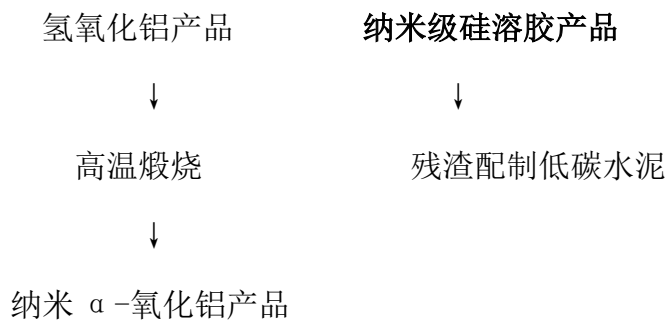 氢氧化铝产品 纳米级硅溶胶产品
↓ ↓
高温煅烧 残渣配制低碳水泥
↓
纳米 α-氧化铝产品